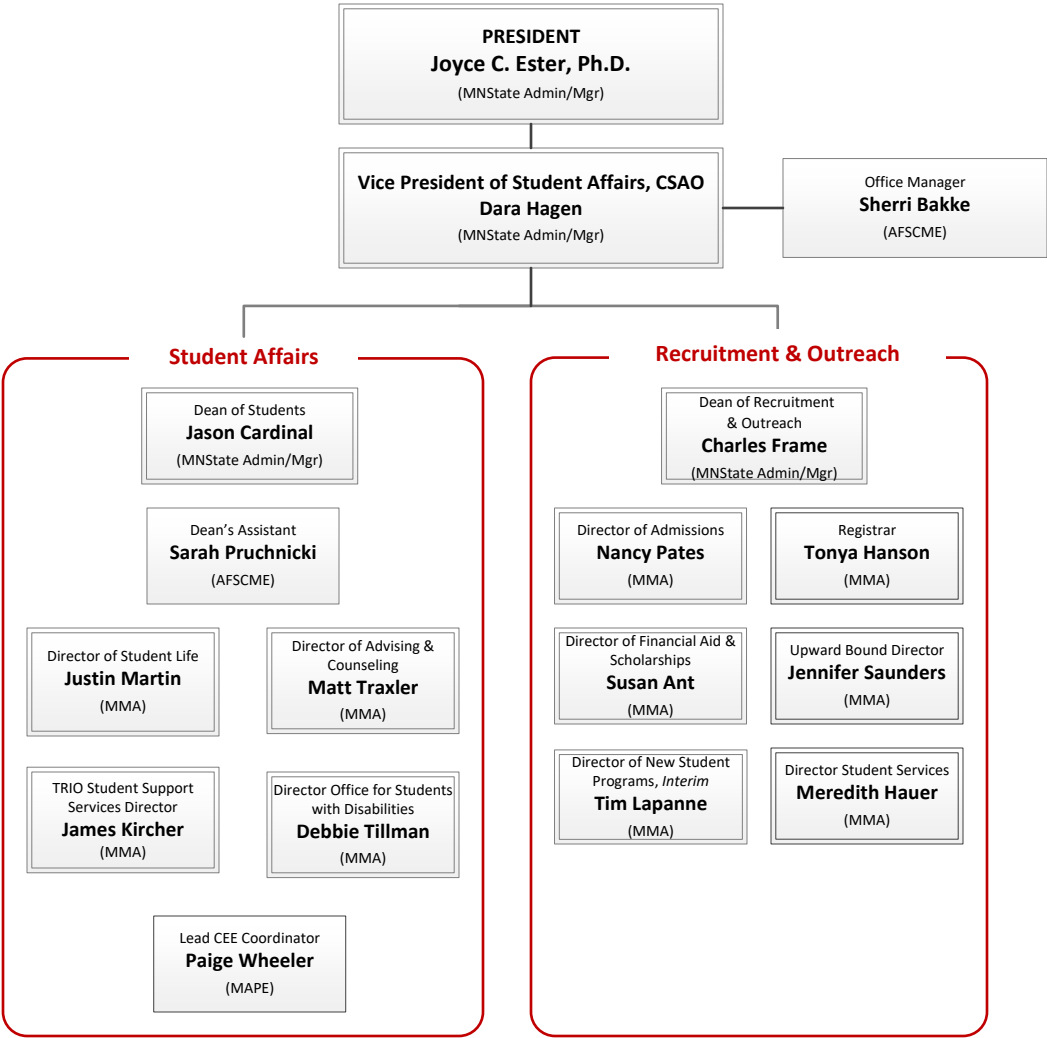 PRESIDENT
Joyce C. Ester, Ph.D.
(MNState Admin/Mgr)
Vice President of Student Affairs, CSAO
Dara Hagen
(MNState Admin/Mgr)
Office Manager
Sherri Bakke
(AFSCME)
Student Affairs
Dean of Students
Jason Cardinal
(MNState Admin/Mgr)
Dean’s Assistant
Sarah Pruchnicki
(AFSCME)
Director of Student Life
Justin Martin
(MMA)
Director of Advising &
Counseling
Matt Traxler
(MMA)
TRIO Student Support
Services Director
James Kircher
(MMA)
Director Office for Students
with Disabilities
Debbie Tillman
(MMA)
Lead CEE Coordinator
Paige Wheeler
(MAPE)
Recruitment & Outreach
Dean of Recruitment
& Outreach
Charles Frame
(MNState Admin/Mgr)
Director of Admissions
Nancy Pates
(MMA)
Registrar
Tonya Hanson
(MMA)
Director of Financial Aid &
Scholarships
Susan Ant
(MMA)
Upward Bound Director
Jennifer Saunders
(MMA)
Director of New Student
Programs, Interim
Tim Lapanne
(MMA)
Director Student Services
Meredith Hauer
(MMA)